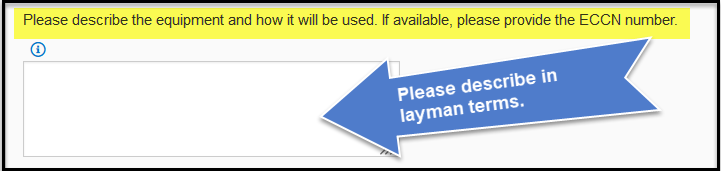 Please describe the equipment and how it will be used. If available, please provide the ECCN number.
Please describe in
layman terms.